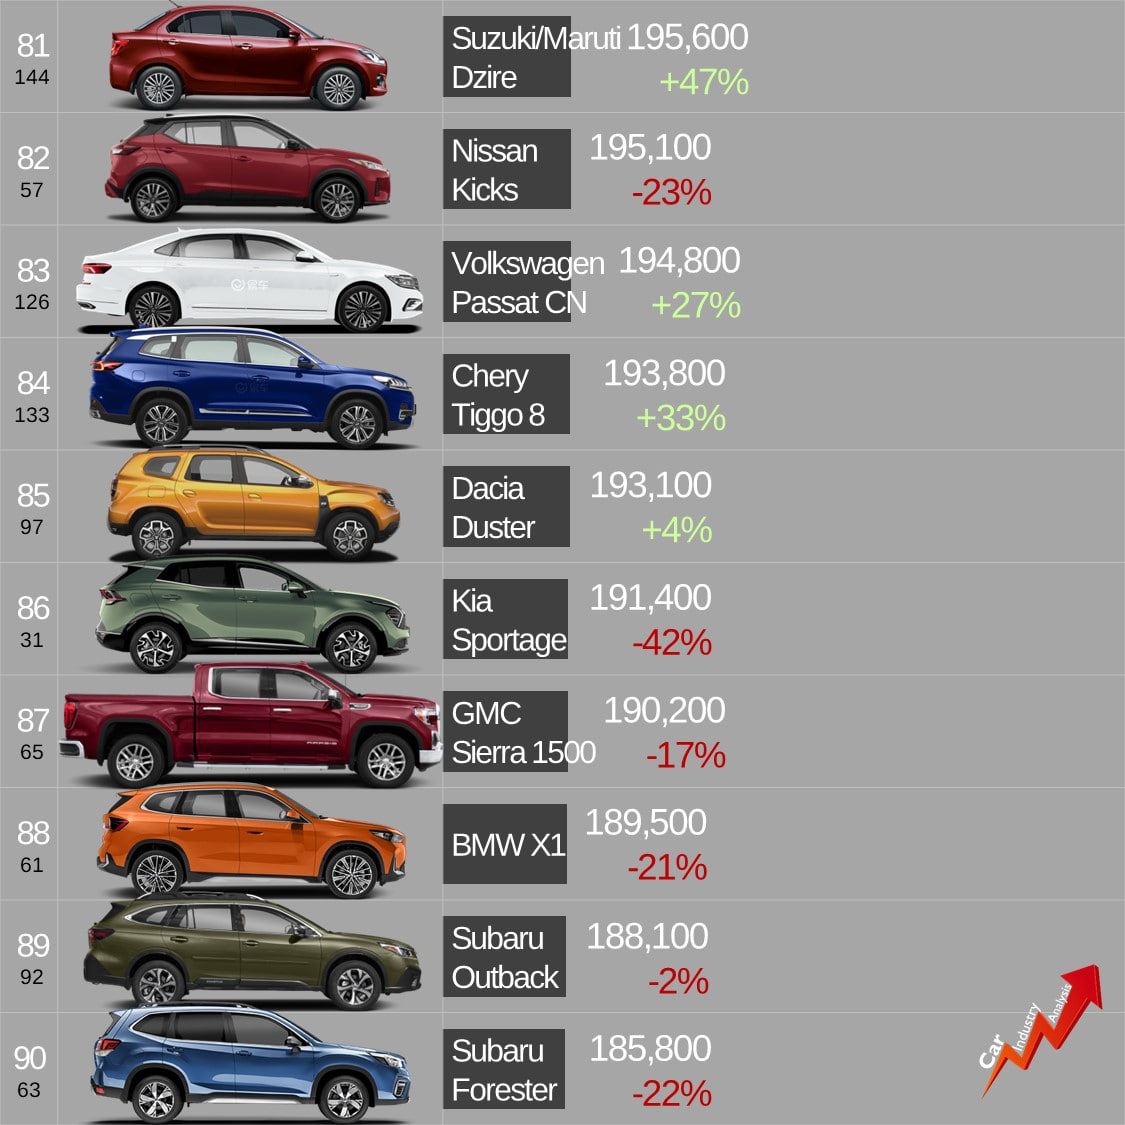 81
144
Suzuki/Maruti 195,600
Dzire +47%
82
57
Nissan 195,100
Kicks -23%
83
126
Volkswagen 194,800
Passat CN +27%
84
133
Chery 193,800
Tiggo 8 +33%
85
97
Dacia 193,100
Duster +4%
86
31
Kia 191,400
Sportage -42%
87
65
GMC 190,200
Sierra 1500 -17%
88
61
BMW X1 189,500
-21%
89
92
Subaru 188,100
Outback -2%
90
63
Subaru 185,800
Forester -22%
Car
Industry
Analysis
易车